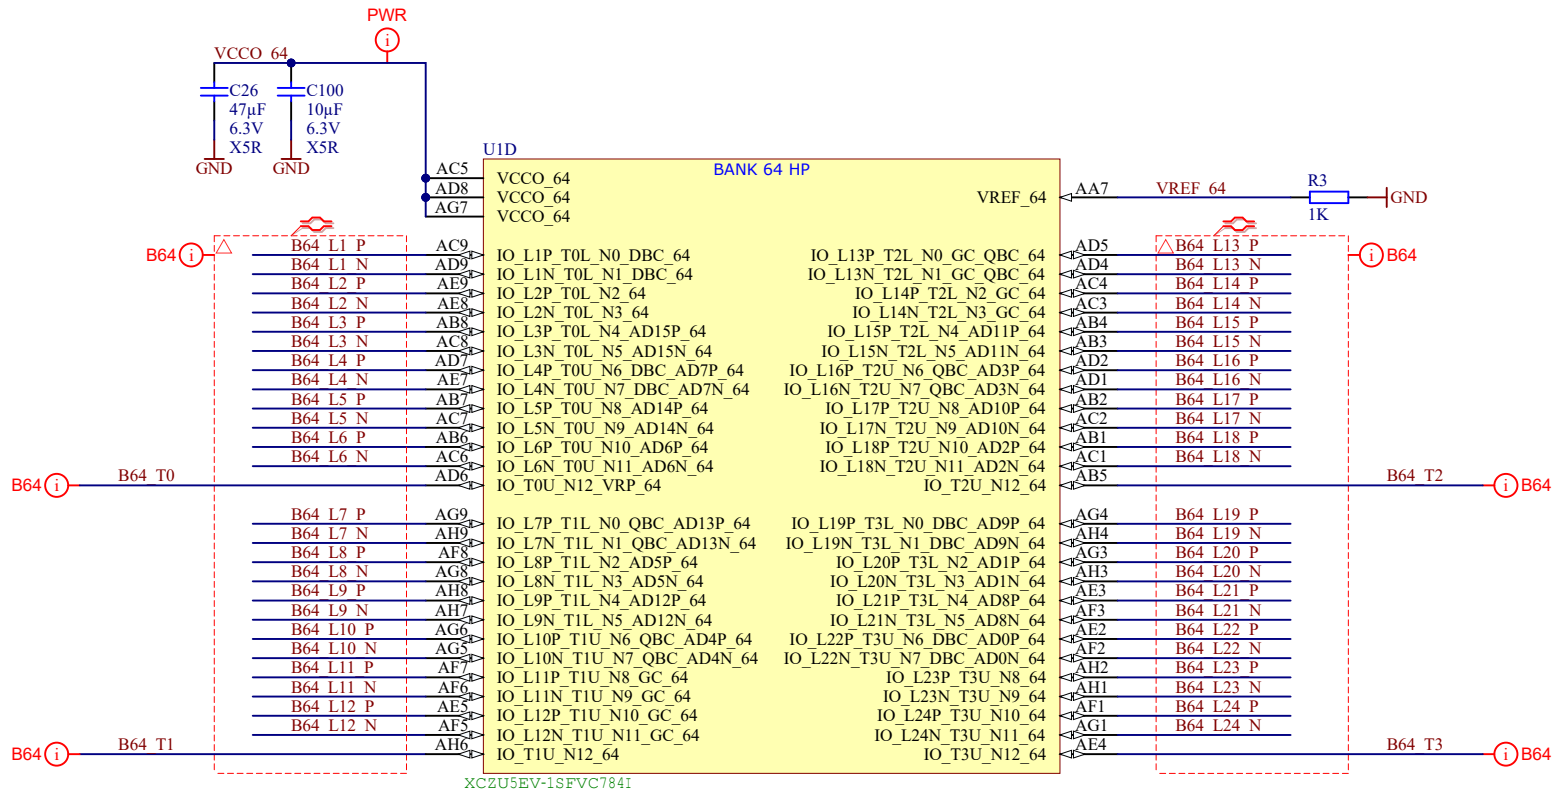 PWR
i
VCCO_64
C26
47µF
6.3V
X5R
GND
C100
10µF
6.3V
X5R
GND
U1D
BANK 64 HP
AC5 VCCO_64
AD8 VCCO_64
AG7 VCCO_64
VREF_64 AA7 VREF_64
R3
1K
GND
B64 i
i B64
B64_L1_P AC9 IO_L1P_T0L_N0_DBC_64 IO_L13P_T2L_N0_GC_QBC_64 AD5 B64_L13_P
B64_L1_N AD9 IO_L1N_T0L_N1_DBC_64 IO_L13N_T2L_N1_GC_QBC_64 AD4 B64_L13_N
B64_L2_P AE9 IO_L2P_T0L_N2_64 IO_L14P_T2L_N2_GC_64 AC4 B64_L14_P
B64_L2_N AE8 IO_L2N_T0L_N3_64 IO_L14N_T2L_N3_GC_64 AC3 B64_L14_N
B64_L3_P AB8 IO_L3P_T0L_N4_AD15P_64 IO_L15P_T2L_N4_AD11P_64 AB4 B64_L15_P
B64_L3_N AC8 IO_L3N_T0L_N5_AD15N_64 IO_L15N_T2L_N5_AD11N_64 AB3 B64_L15_N
B64_L4_P AD7 IO_L4P_T0U_N6_DBC_AD7P_64 IO_L16P_T2U_N6_QBC_AD3P_64 AD2 B64_L16_P
B64_L4_N AE7 IO_L4N_T0U_N7_DBC_AD7N_64 IO_L16N_T2U_N7_QBC_AD3N_64 AD1 B64_L16_N
B64_L5_P AB7 IO_L5P_T0U_N8_AD14P_64 IO_L17P_T2U_N8_AD10P_64 AB2 B64_L17_P
B64_L5_N AC7 IO_L5N_T0U_N9_AD14N_64 IO_L17N_T2U_N9_AD10N_64 AC2 B64_L17_N
B64_L6_P AB6 IO_L6P_T0U_N10_AD6P_64 IO_L18P_T2U_N10_AD2P_64 AB1 B64_L18_P
B64_L6_N AC6 IO_L6N_T0U_N11_AD6N_64 IO_L18N_T2U_N11_AD2N_64 AC1 B64_L18_N
B64 i B64_T0 AD6 IO_T0U_N12_VRP_64 IO_T2U_N12_64 AB5 B64_T2 i B64
B64_L7_P AG9 IO_L7P_T1L_N0_QBC_AD13P_64 IO_L19P_T3L_N0_DBC_AD9P_64 AG4 B64_L19_P
B64_L7_N AH9 IO_L7N_T1L_N1_QBC_AD13N_64 IO_L19N_T3L_N1_DBC_AD9N_64 AH4 B64_L19_N
B64_L8_P AF8 IO_L8P_T1L_N2_AD5P_64 IO_L20P_T3L_N2_AD1P_64 AG3 B64_L20_P
B64_L8_N AG8 IO_L8N_T1L_N3_AD5N_64 IO_L20N_T3L_N3_AD1N_64 AH3 B64_L20_N
B64_L9_P AH8 IO_L9P_T1L_N4_AD12P_64 IO_L21P_T3L_N4_AD8P_64 AE3 B64_L21_P
B64_L9_N AH7 IO_L9N_T1L_N5_AD12N_64 IO_L21N_T3L_N5_AD8N_64 AF3 B64_L21_N
B64_L10_P AG6 IO_L10P_T1U_N6_QBC_AD4P_64 IO_L22P_T3U_N6_DBC_AD0P_64 AE2 B64_L22_P
B64_L10_N AG5 IO_L10N_T1U_N7_QBC_AD4N_64 IO_L22N_T3U_N7_DBC_AD0N_64 AF2 B64_L22_N
B64_L11_P AF7 IO_L11P_T1U_N8_GC_64 IO_L23P_T3U_N8_64 AH2 B64_L23_P
B64_L11_N AF6 IO_L11N_T1U_N9_GC_64 IO_L23N_T3U_N9_64 AH1 B64_L23_N
B64_L12_P AE5 IO_L12P_T1U_N10_GC_64 IO_L24P_T3U_N10_64 AF1 B64_L24_P
B64_L12_N AF5 IO_L12N_T1U_N11_GC_64 IO_L24N_T3U_N11_64 AG1 B64_L24_N
B64 i B64_T1 AH6 IO_T1U_N12_64 IO_T3U_N12_64 AE4 B64_T3 i B64
XCZU5EV-1SFVC784I